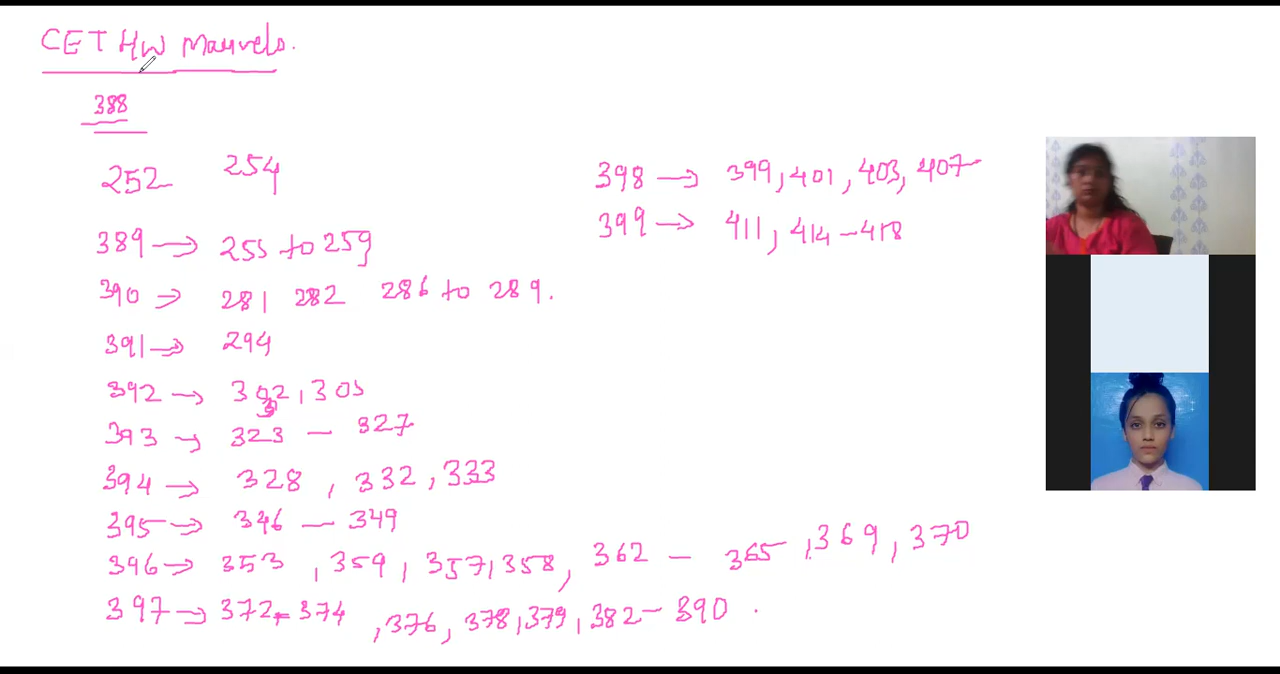 CET HW Marvels.
388
252 254
389 → 255 to 259
390 → 281 282 286 to 289.
391 → 294
392 → 302, 305
393 → 323 - 327
394 → 328, 332, 333
395 → 346 - 349
396 → 353, 359, 357, 358, 362 - 365, 369, 370
397 → 372 - 374, 376, 378, 379, 382 - 390.
398 → 399, 401, 403, 407
399 → 411, 414 - 418